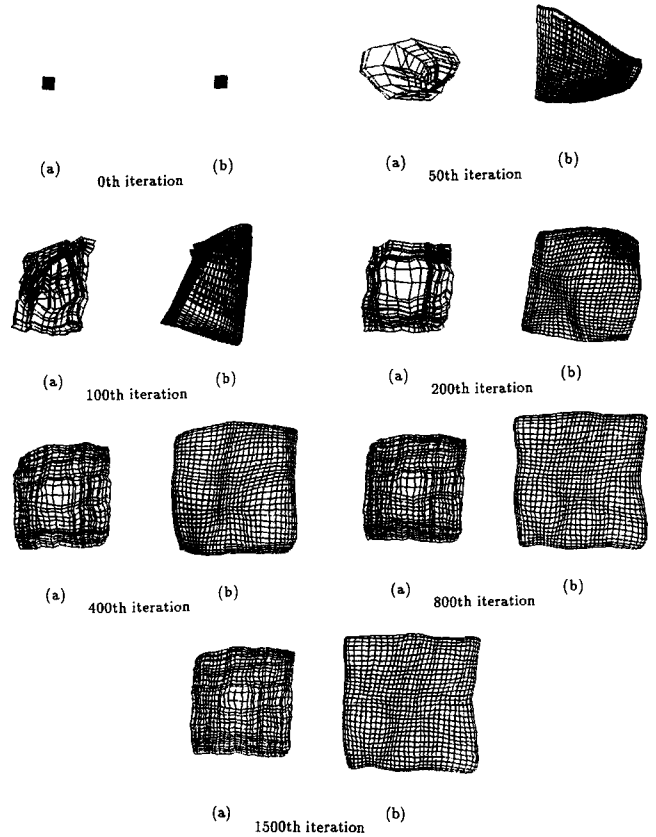 (a) (b) (a) (b)
0th iteration 50th iteration
(a) (b) (a) (b)
100th iteration 200th iteration
(a) (b) (a) (b)
400th iteration 800th iteration
(a) (b)
1500th iteration